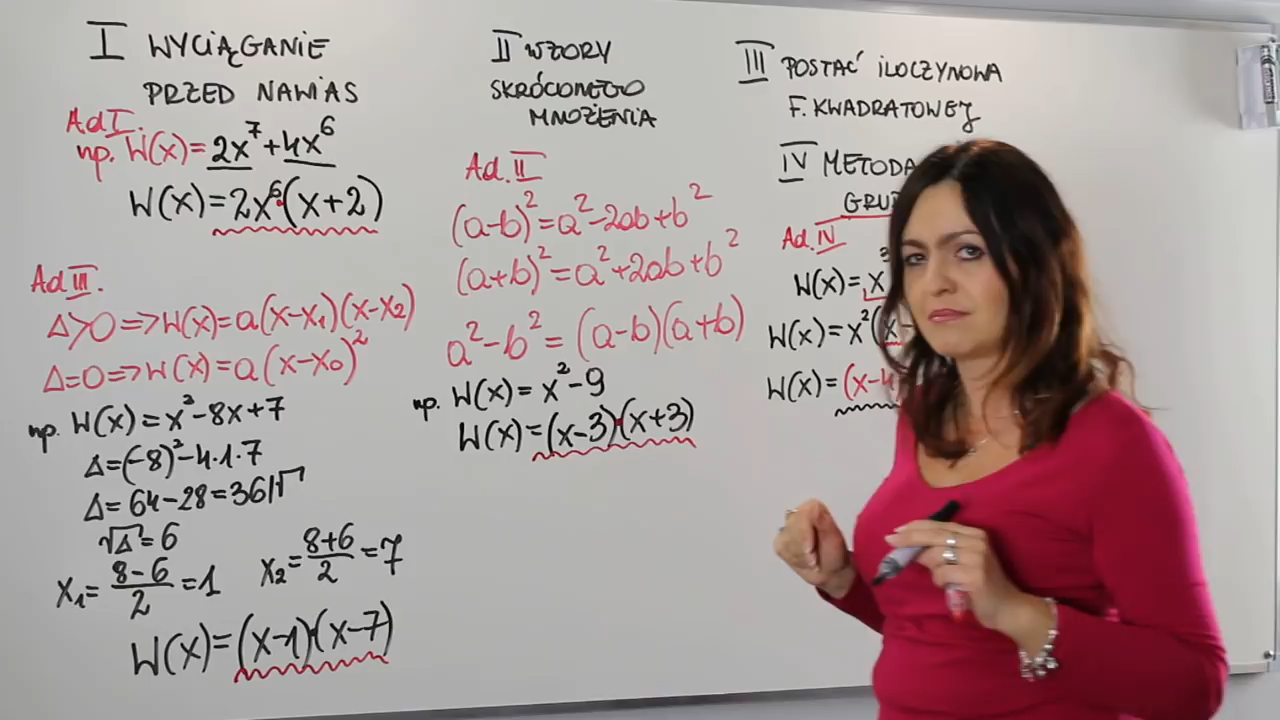 I WYCIĄGANIE
PRZED NAWIAS
Ad I.
np. W(x)=2x⁷+4x⁶
W(x)=2x⁶·(x+2)
Ad III.
Δ>0=>W(x)=a(x-x₁)(x-x₂)
Δ=0=>W(x)=a(x-x₀)²
np. W(x)=x²-8x+7
Δ=(-8)²-4·1·7
Δ=64-28=36|√
√Δ=6
x₁=(8-6)/2=1 x₂=(8+6)/2=7
W(x)=(x-1)·(x-7)
II WZORY
SKRÓCONEGO
MNOŻENIA
Ad. II
(a-b)²=a²-2ab+b²
(a+b)²=a²+2ab+b²
a²-b²=(a-b)(a+b)
np. W(x)=x²-9
W(x)=(x-3)·(x+3)
III POSTAĆ ILOCZYNOWA
F. KWADRATOWEJ
IV METODA
Ad. IV
W(x)=x³
W(x)=x²(x-
W(x)=(x-4